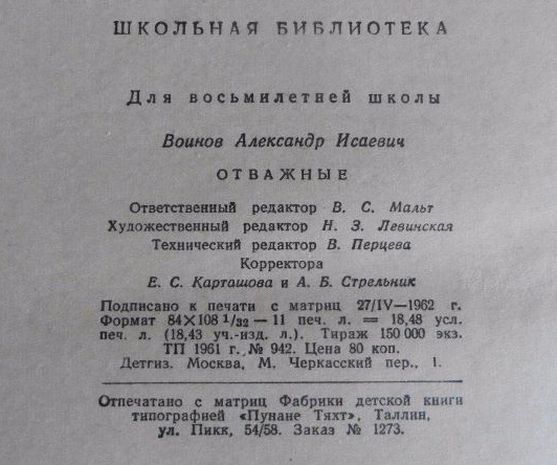 ШКОЛЬНАЯ БИБЛИОТЕКА
Для восьмилетней школы
Воинов Александр Исаевич
ОТВАЖНЫЕ
Ответственный редактор В. С. Мальт
Художественный редактор Н. З. Левинская
Технический редактор В. Перцева
Корректора
Е. С. Карташова и А. Б. Стрельник
Подписано к печати с матриц 27/IV—1962 г.
Формат 84×108 1/32 — 11 печ. л. = 18,48 усл.
печ. л. (18,43 уч.-изд. л.). Тираж 150 000 экз.
ТП 1961 г. № 942. Цена 80 коп.
Детгиз. Москва, М. Черкасский пер., 1.
Отпечатано с матриц Фабрики детской книги
типографией «Пунане Тяхт», Таллин,
ул. Пикк, 54/58. Заказ № 1273.